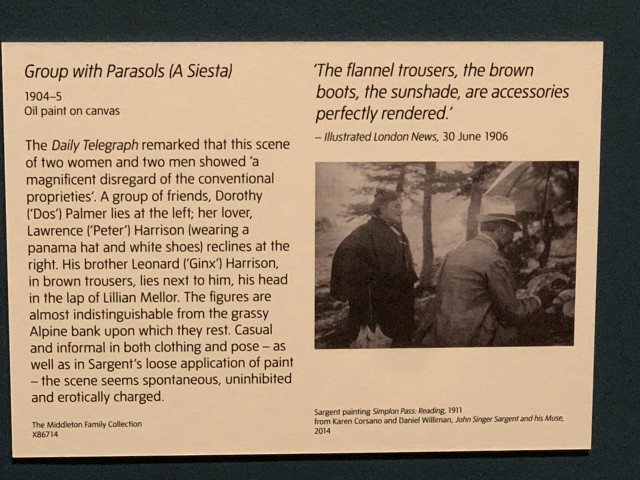 Group with Parasols (A Siesta)
1904–5
Oil paint on canvas
The Daily Telegraph remarked that this scene
of two women and two men showed ‘a
magnificent disregard of the conventional
proprieties’. A group of friends, Dorothy
(‘Dos’) Palmer lies at the left; her lover,
Lawrence (‘Peter’) Harrison (wearing a
panama hat and white shoes) reclines at the
right. His brother Leonard (‘Ginx’) Harrison,
in brown trousers, lies next to him, his head
in the lap of Lillian Mellor. The figures are
almost indistinguishable from the grassy
Alpine bank upon which they rest. Casual
and informal in both clothing and pose – as
well as in Sargent’s loose application of paint
– the scene seems spontaneous, uninhibited
and erotically charged.
The Middleton Family Collection
X86714
‘The flannel trousers, the brown
boots, the sunshade, are accessories
perfectly rendered.’
– Illustrated London News, 30 June 1906
Sargent painting Simplon Pass: Reading, 1911
from Karen Corsano and Daniel Williman, John Singer Sargent and his Muse,
2014